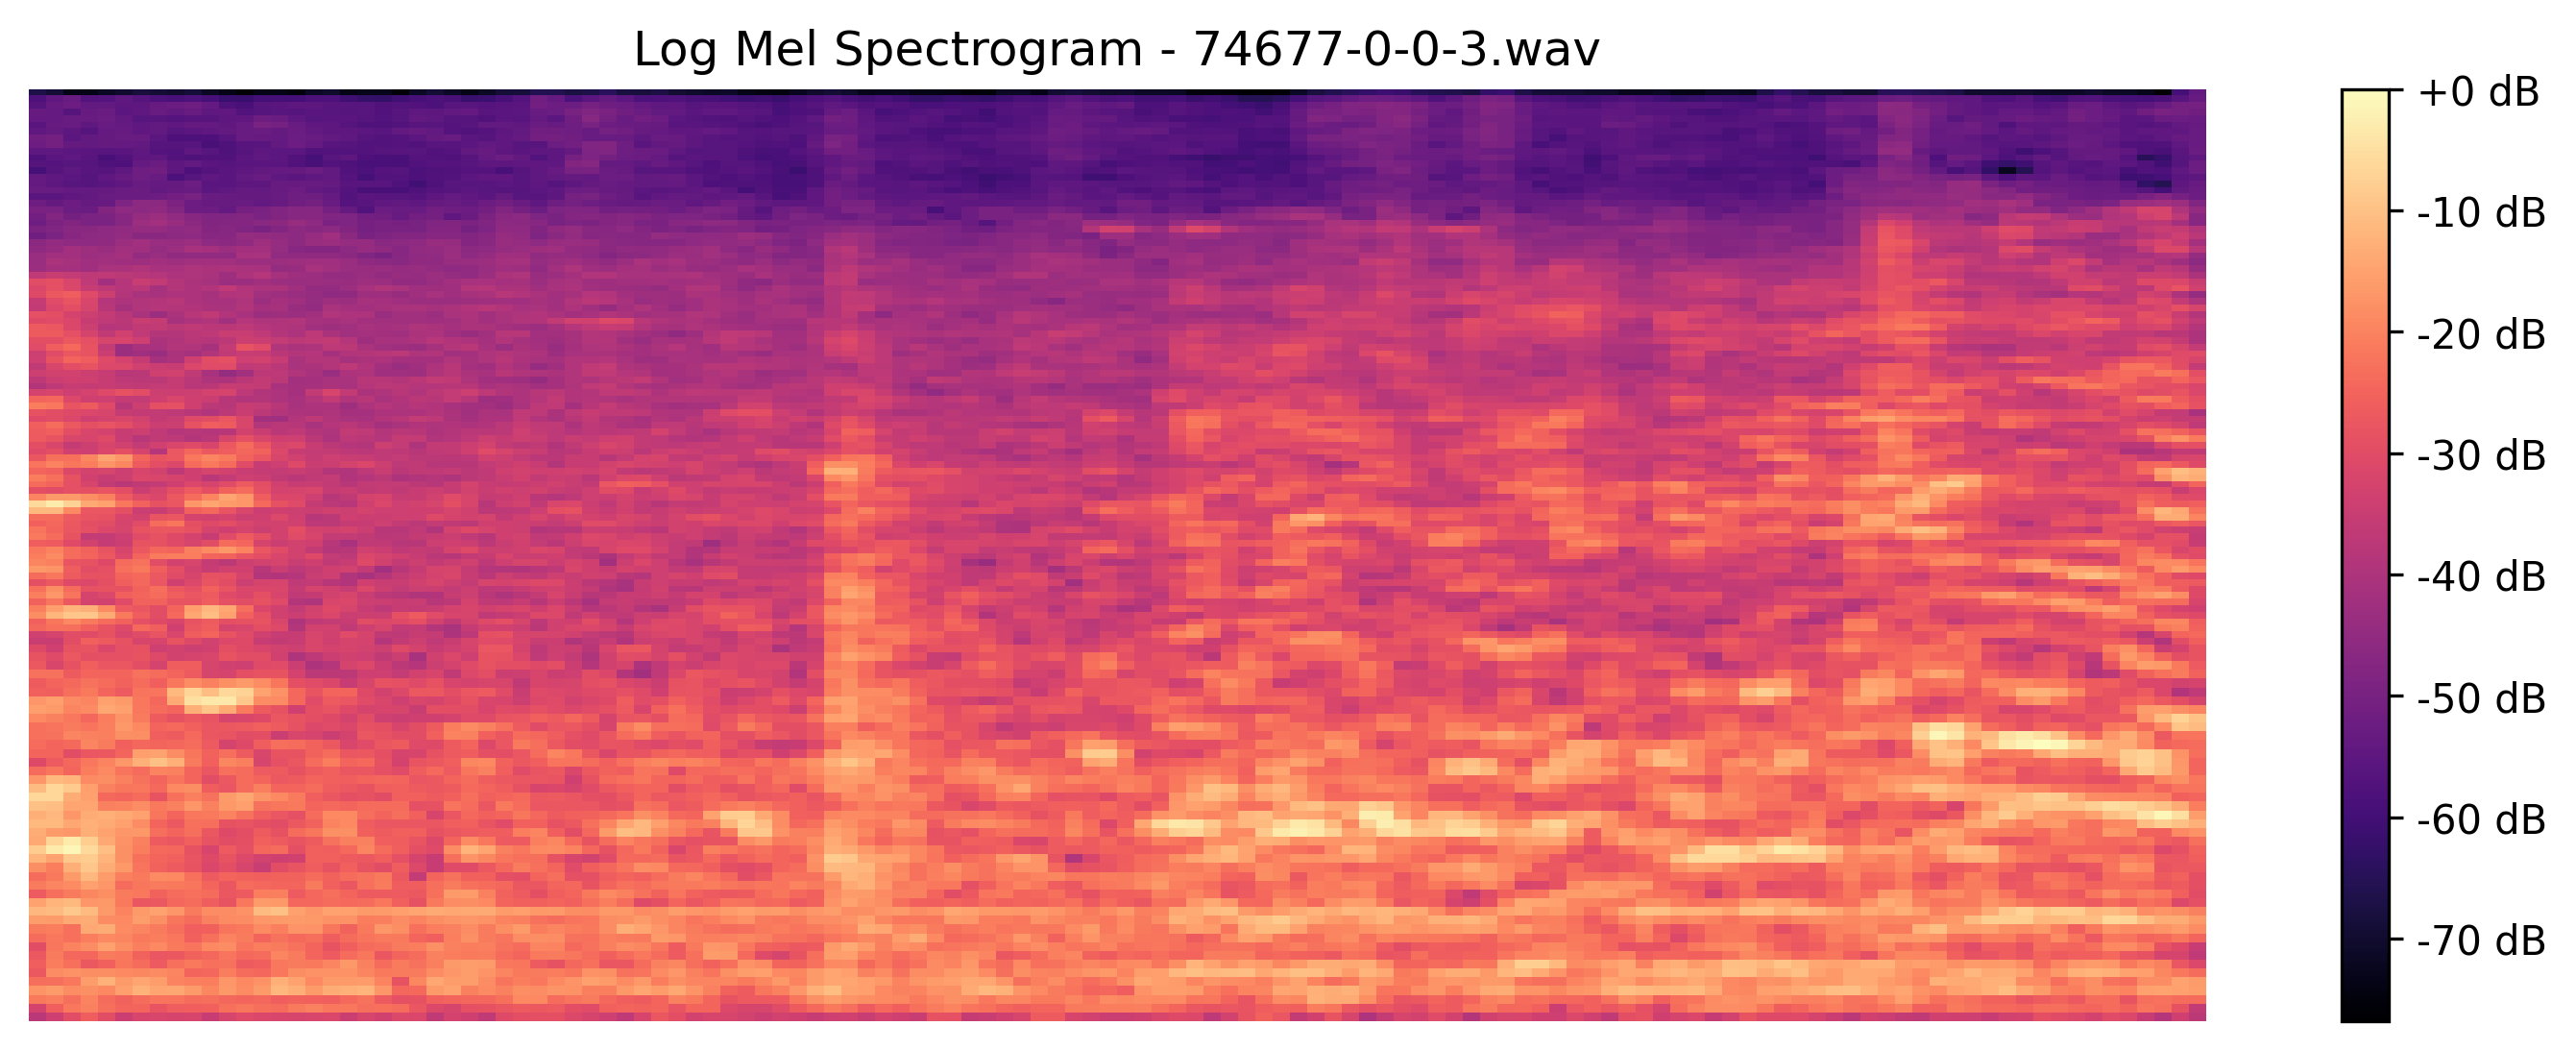 Log Mel Spectrogram - 74677-0-0-3.wav
+0 dB
-10 dB
-20 dB
-30 dB
-40 dB
-50 dB
-60 dB
-70 dB